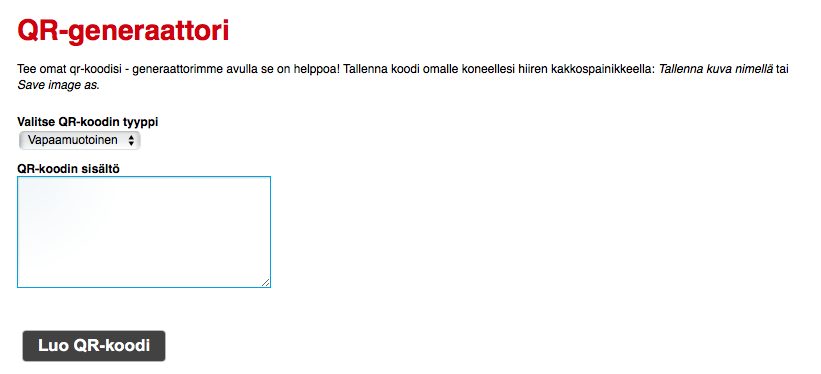 QR-generaattori
Tee omat qr-koodisi - generaattorimme avulla se on helppoa! Tallenna koodi omalle koneellesi hiiren kakkospainikkeella: Tallenna kuva nimellä tai
Save image as.
Valitse QR-koodin tyyppi
Vapaamuotoinen
QR-koodin sisältö
Luo QR-koodi